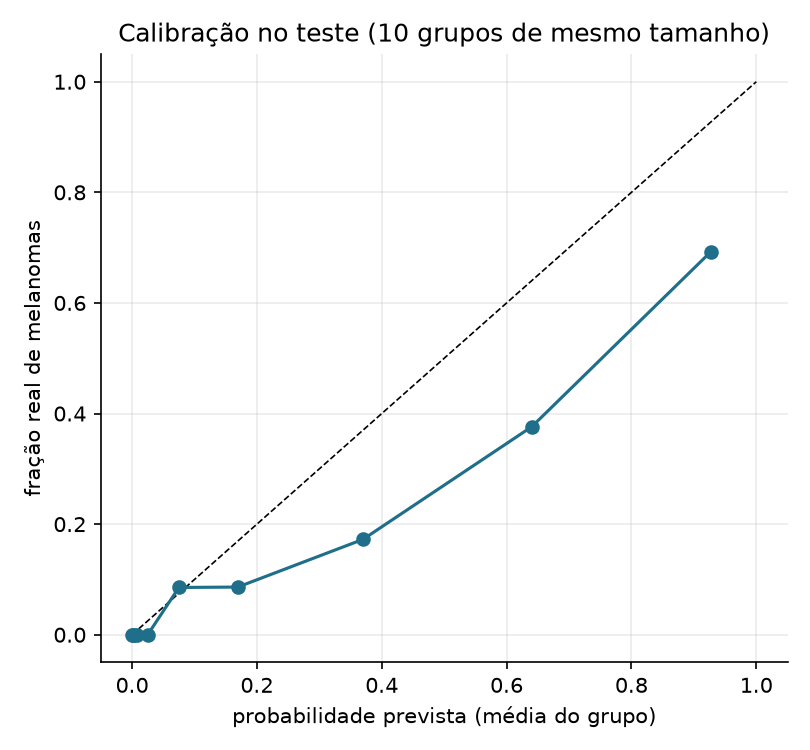 Calibração no teste (10 grupos de mesmo tamanho)
fração real de melanomas
1.0
0.8
0.6
0.4
0.2
0.0
0.0 0.2 0.4 0.6 0.8 1.0
probabilidade prevista (média do grupo)